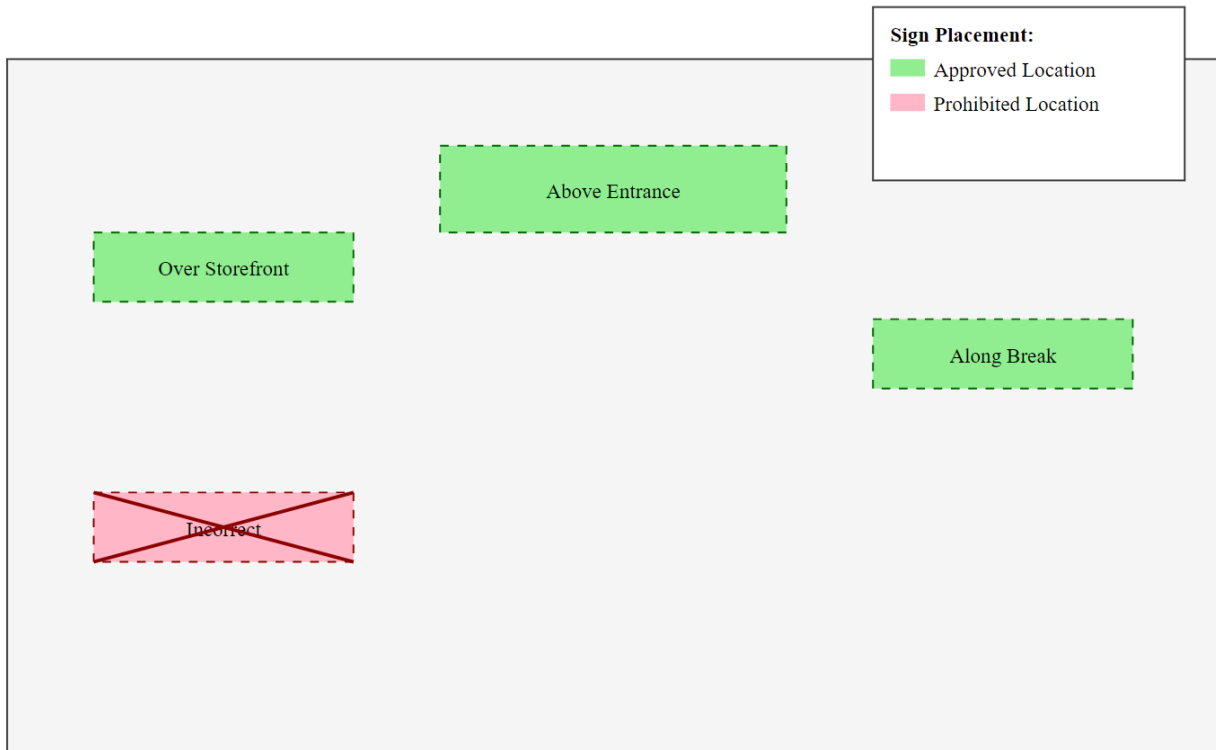 Sign Placement:
Approved Location
Prohibited Location
Above Entrance
Over Storefront
Along Break
Incorrect